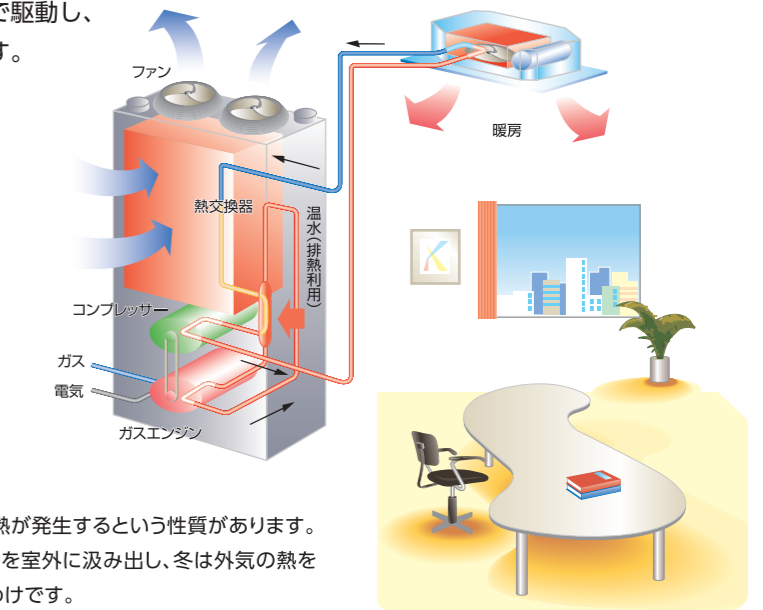 で駆動し、
す。
ファン
暖房
熱交換器
温水（排熱利用）
コンプレッサー
ガス
電気
ガスエンジン
熱が発生するという性質があります。
を室外に汲み出し、冬は外気の熱を
わけです。